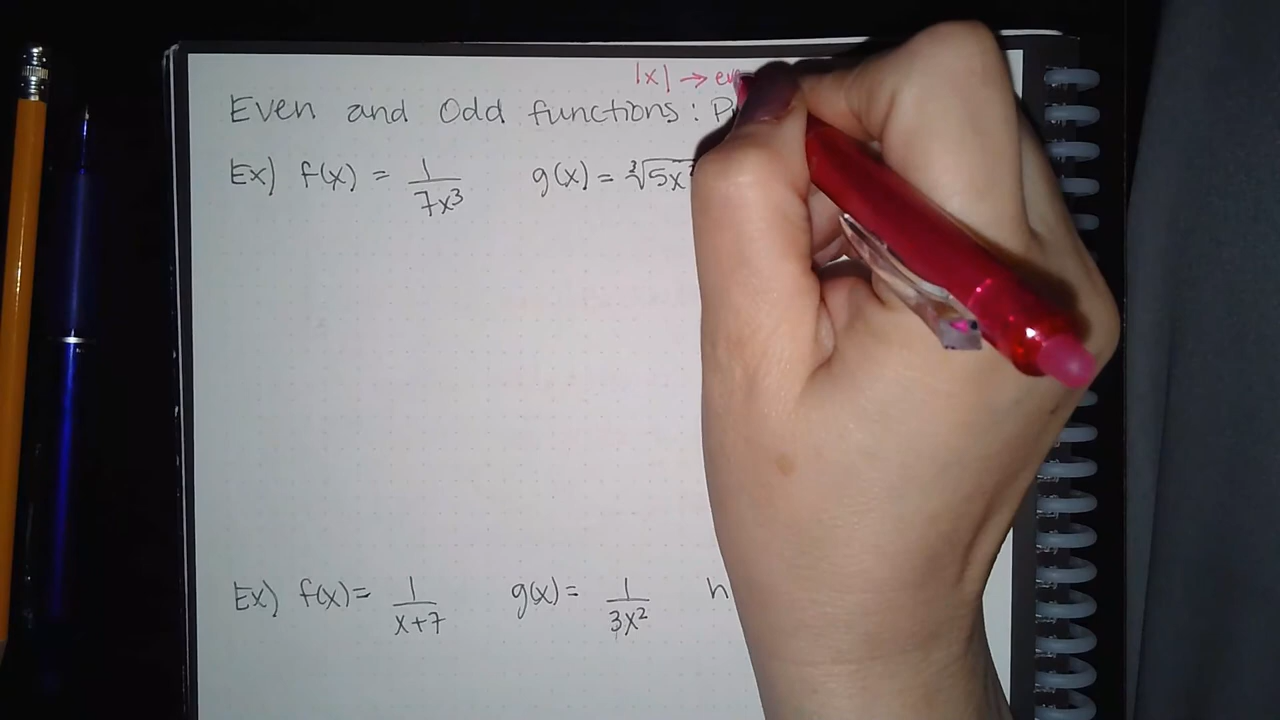 |x| →
Even and Odd functions:
Ex) f(x) = 1/7x³ g(x) = ∛5x
Ex) f(x) = 1/x+7 g(x) = 1/3x² h